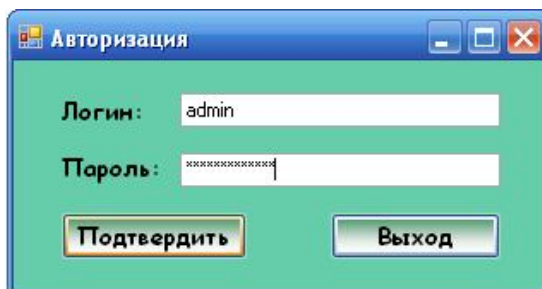 Авторизация
Логин: admin
Пароль: *************
Подтвердить Выход